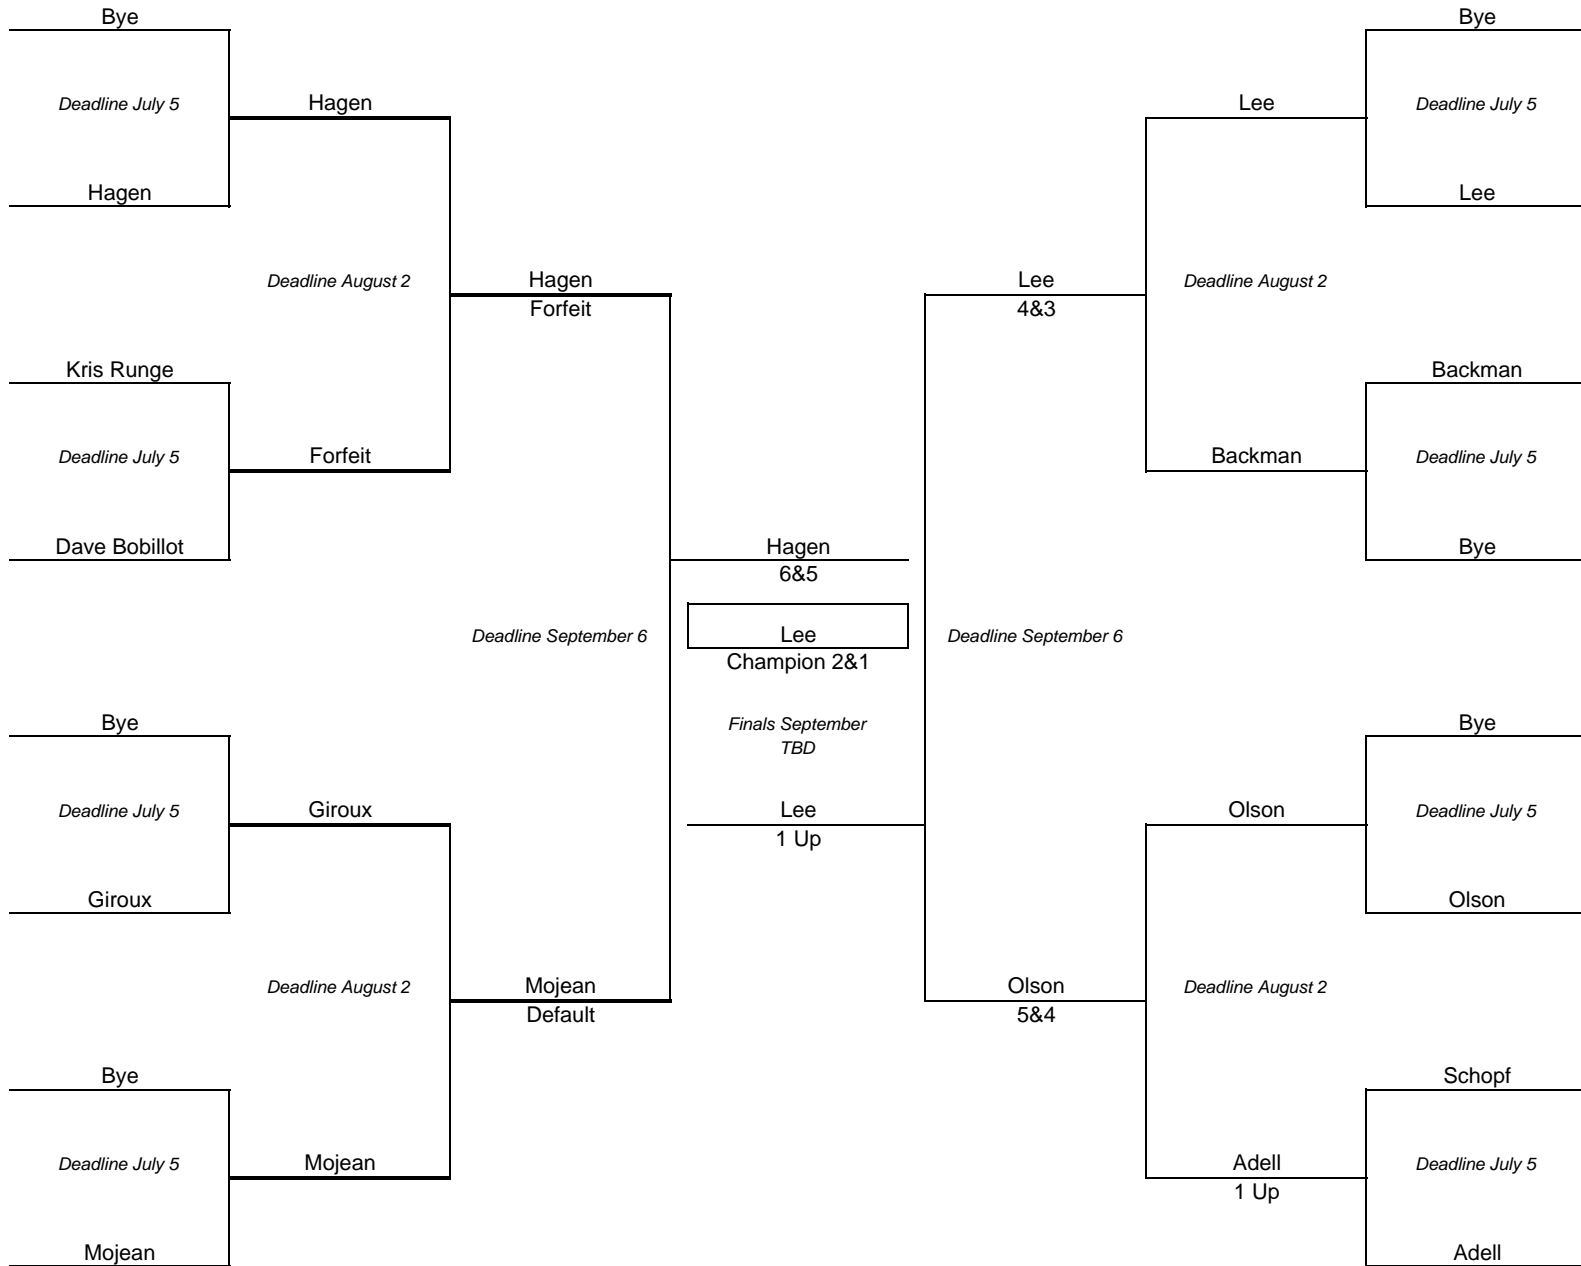 Bye
Bye
Deadline July 5
Hagen
Lee
Deadline July 5
Hagen
Lee
Deadline August 2
Hagen
Lee
Deadline August 2
Forfeit
4&3
Kris Runge
Backman
Deadline July 5
Forfeit
Backman
Deadline July 5
Dave Bobillot
Hagen
Bye
6&5
Deadline September 6
Lee
Deadline September 6
Champion 2&1
Bye
Finals September
Bye
TBD
Deadline July 5
Giroux
Lee
Olson
Deadline July 5
1 Up
Giroux
Olson
Deadline August 2
Mojean
Olson
Deadline August 2
Default
5&4
Bye
Schopf
Deadline July 5
Mojean
Adell
Deadline July 5
1 Up
Mojean
Adell